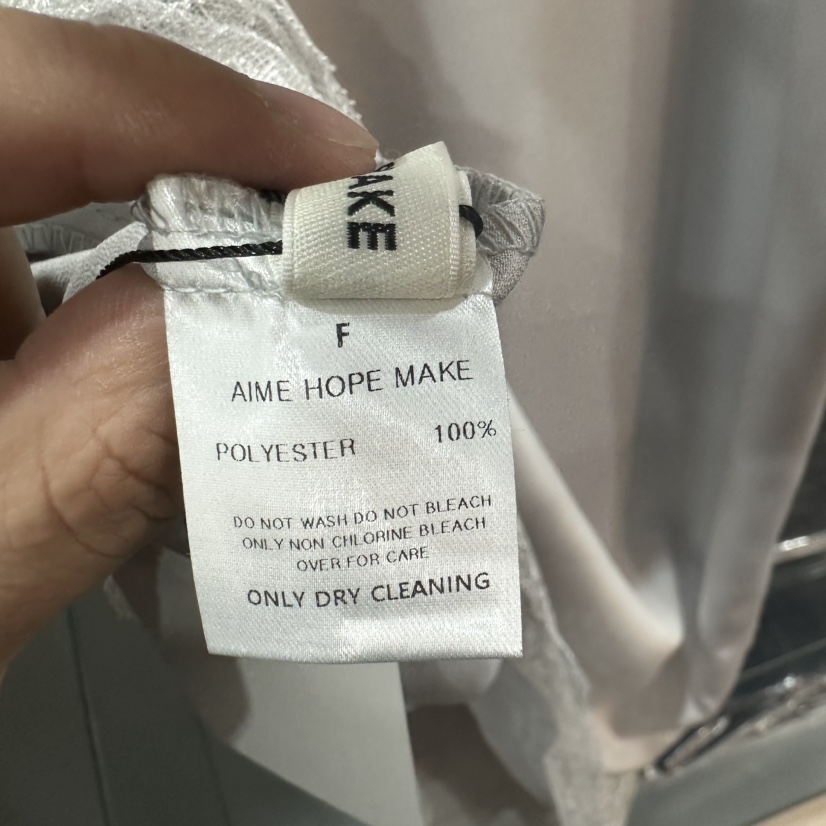 AKE
F
AIME HOPE MAKE
POLYESTER 100%
DO NOT WASH DO NOT BLEACH
ONLY NON CHLORINE BLEACH
OVER FOR CARE
ONLY DRY CLEANING